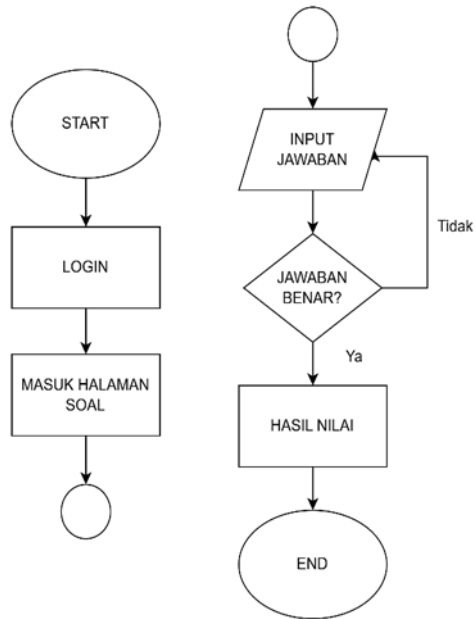 START
LOGIN
MASUK HALAMAN
SOAL
INPUT
JAWABAN
Tidak
JAWABAN
BENAR?
Ya
HASIL NILAI
END